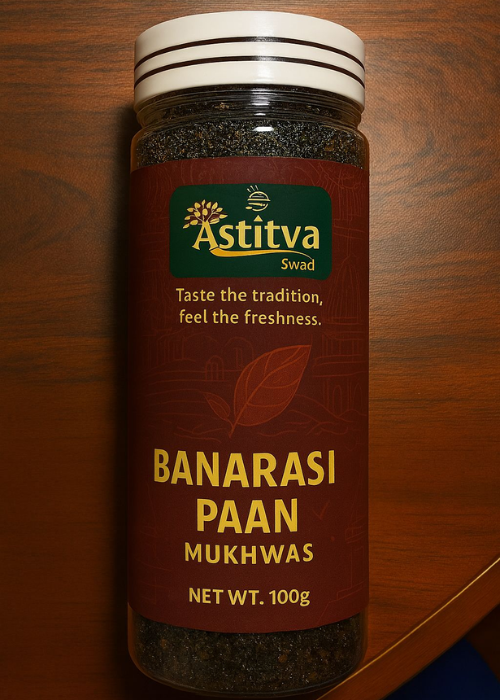 Astitva
Swad
Taste the tradition,
feel the freshness.
BANARASI
PAAN
MUKHWAS
NET WT. 100g